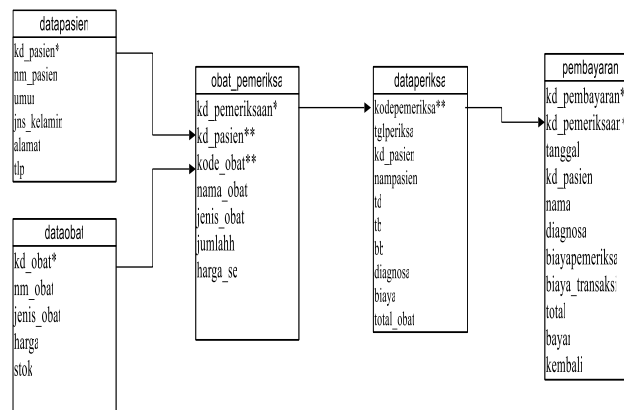 datapasien
kd_pasien*
nm_pasien
umur
jns_kelamin
alamat
tlp
dataobat
kd_obat*
nm_obat
jenis_obat
harga
stok
obat_pemeriksa
kd_pemeriksaan*
kd_pasien**
kode_obat**
nama_obat
jenis_obat
jumlahh
harga_se
dataperiksa
kodepemeriksa**
tglperiksa
kd_pasien
nampasien
td
tb
bb
diagnosa
biaya
total_obat
pembayaran
kd_pembayaran*
kd_pemeriksaar*
tanggal
kd_pasien
nama
diagnosa
biayapemeriksa
biaya_transaksi
total
bayar
kembali